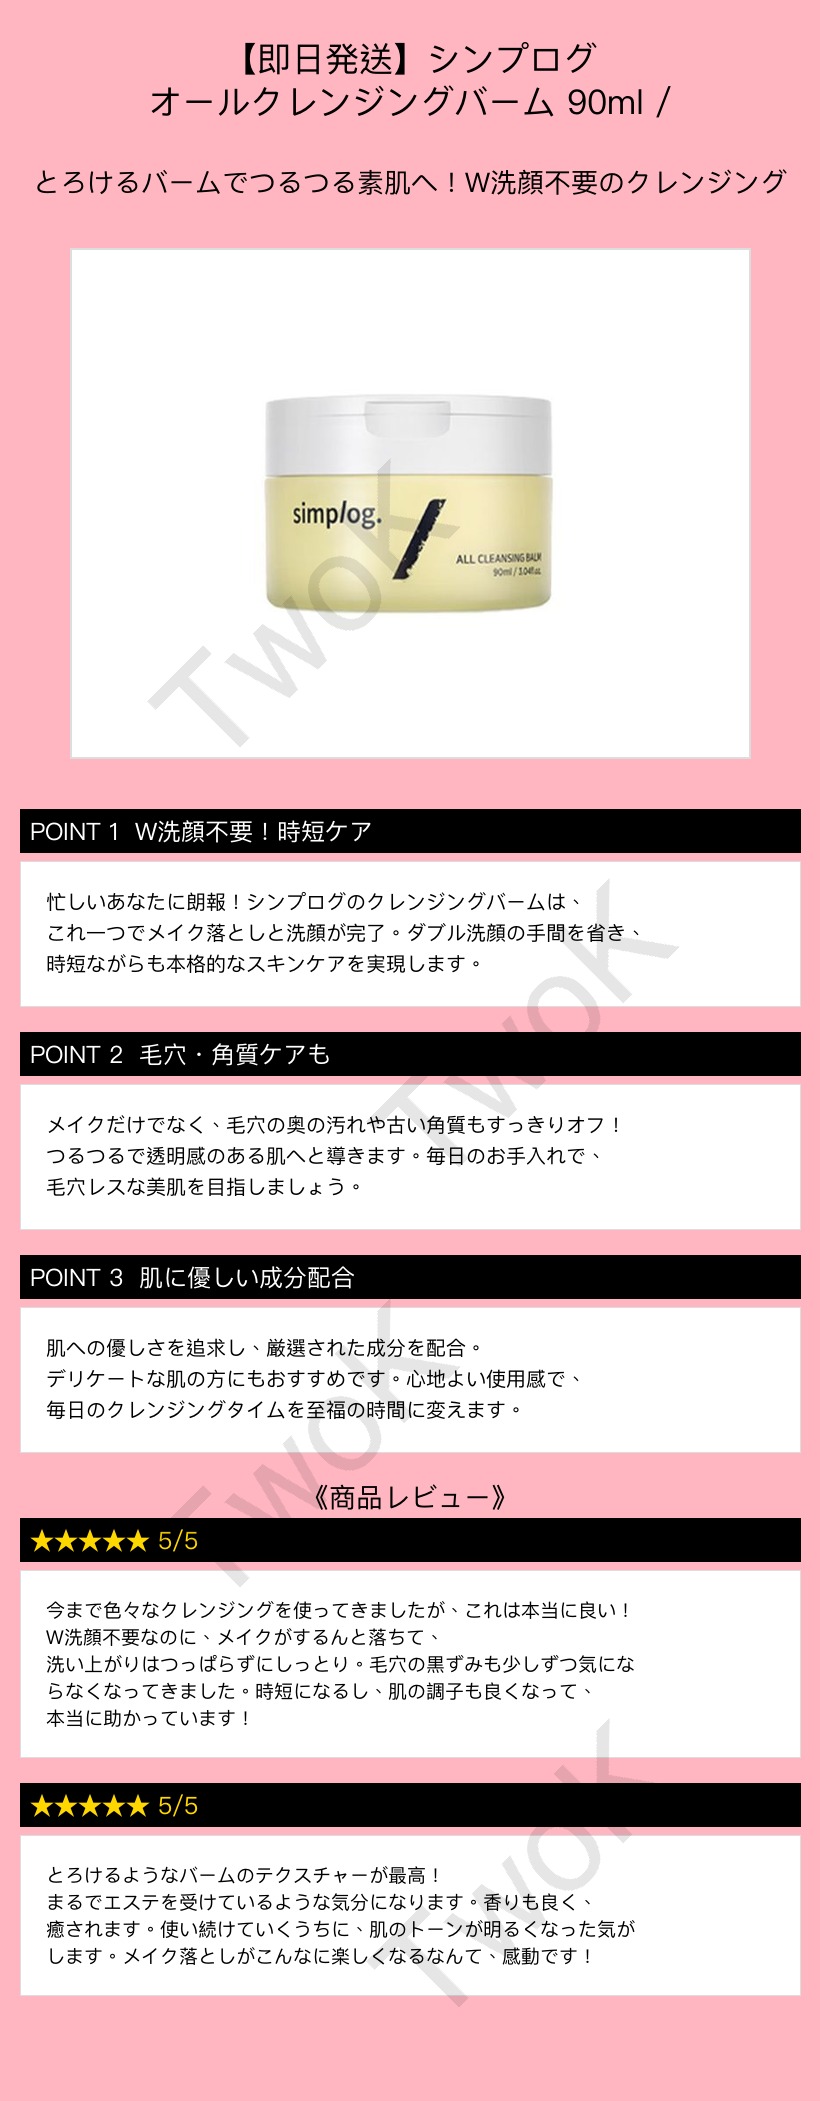 【即日発送】シンプログ
オールクレンジングバーム 90ml /
とろけるバームでつるつる素肌へ！W洗顔不要のクレンジング
simplog.
ALL CLEANSING BALM
90ml / 3.04fl.oz.
TwoK
POINT 1 W洗顔不要！時短ケア
忙しいあなたに朗報！シンプログのクレンジングバームは、
これ一つでメイク落としと洗顔が完了。ダブル洗顔の手間を省き、
時短ながらも本格的なスキンケアを実現します。
TwoK
POINT 2 毛穴・角質ケアも
メイクだけでなく、毛穴の奥の汚れや古い角質もすっきりオフ！
つるつるで透明感のある肌へと導きます。毎日のお手入れで、
毛穴レスな美肌を目指しましょう。
POINT 3 肌に優しい成分配合
肌への優しさを追求し、厳選された成分を配合。
デリケートな肌の方にもおすすめです。心地よい使用感で、
毎日のクレンジングタイムを至福の時間に変えます。
TwoK
《商品レビュー》
★★★★★ 5/5
今まで色々なクレンジングを使ってきましたが、これは本当に良い！
W洗顔不要なのに、メイクがするんと落ちて、
洗い上がりはつっぱらずにしっとり。毛穴の黒ずみも少しずつ気にな
らなくなってきました。時短になるし、肌の調子も良くなって、
本当に助かっています！
★★★★★ 5/5
とろけるようなバームのテクスチャーが最高！
まるでエステを受けているような気分になります。香りも良く、
癒されます。使い続けていくうちに、肌のトーンが明るくなった気が
します。メイク落としがこんなに楽しくなるなんて、感動です！
TwoK